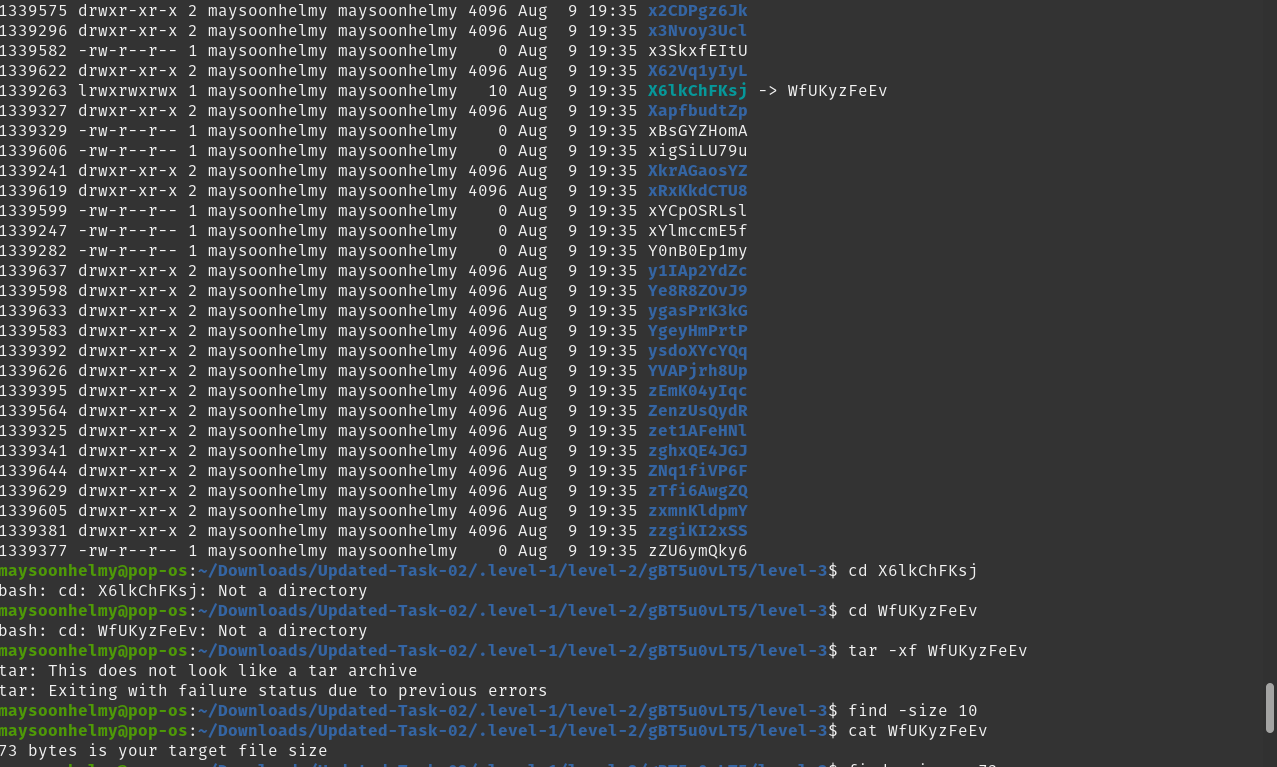 1339575 drwxr-xr-x 2 maysoonhelmy maysoonhelmy 4096 Aug  9 19:35 x2CDPgz6Jk
1339296 drwxr-xr-x 2 maysoonhelmy maysoonhelmy 4096 Aug  9 19:35 x3Nvoy3Ucl
1339582 -rw-r--r-- 1 maysoonhelmy maysoonhelmy    0 Aug  9 19:35 x3SkxfEItU
1339622 drwxr-xr-x 2 maysoonhelmy maysoonhelmy 4096 Aug  9 19:35 X62Vq1yIyL
1339263 lrwxrwxrwx 1 maysoonhelmy maysoonhelmy   10 Aug  9 19:35 X6lkChFKsj -> WfUKyzFeEv
1339327 drwxr-xr-x 2 maysoonhelmy maysoonhelmy 4096 Aug  9 19:35 XapfbudtZp
1339329 -rw-r--r-- 1 maysoonhelmy maysoonhelmy    0 Aug  9 19:35 xBsGYZHomA
1339606 -rw-r--r-- 1 maysoonhelmy maysoonhelmy    0 Aug  9 19:35 xigSiLU79u
1339241 drwxr-xr-x 2 maysoonhelmy maysoonhelmy 4096 Aug  9 19:35 XkrAGaosYZ
1339619 drwxr-xr-x 2 maysoonhelmy maysoonhelmy 4096 Aug  9 19:35 xRxKkdCTU8
1339599 -rw-r--r-- 1 maysoonhelmy maysoonhelmy    0 Aug  9 19:35 xYCpOSRLsl
1339247 -rw-r--r-- 1 maysoonhelmy maysoonhelmy    0 Aug  9 19:35 xYlmccmE5f
1339282 -rw-r--r-- 1 maysoonhelmy maysoonhelmy    0 Aug  9 19:35 Y0nB0Ep1my
1339637 drwxr-xr-x 2 maysoonhelmy maysoonhelmy 4096 Aug  9 19:35 y1IAp2YdZc
1339598 drwxr-xr-x 2 maysoonhelmy maysoonhelmy 4096 Aug  9 19:35 Ye8R8ZOvJ9
1339633 drwxr-xr-x 2 maysoonhelmy maysoonhelmy 4096 Aug  9 19:35 ygasPrK3kG
1339583 drwxr-xr-x 2 maysoonhelmy maysoonhelmy 4096 Aug  9 19:35 YgeyHmPrtP
1339392 drwxr-xr-x 2 maysoonhelmy maysoonhelmy 4096 Aug  9 19:35 ysdoXYcYQq
1339626 drwxr-xr-x 2 maysoonhelmy maysoonhelmy 4096 Aug  9 19:35 YVAPjrh8Up
1339395 drwxr-xr-x 2 maysoonhelmy maysoonhelmy 4096 Aug  9 19:35 zEmK04yIqc
1339564 drwxr-xr-x 2 maysoonhelmy maysoonhelmy 4096 Aug  9 19:35 ZenzUsQydR
1339325 drwxr-xr-x 2 maysoonhelmy maysoonhelmy 4096 Aug  9 19:35 zet1AFeHNl
1339341 drwxr-xr-x 2 maysoonhelmy maysoonhelmy 4096 Aug  9 19:35 zghxQE4JGJ
1339644 drwxr-xr-x 2 maysoonhelmy maysoonhelmy 4096 Aug  9 19:35 ZNq1fiVP6F
1339629 drwxr-xr-x 2 maysoonhelmy maysoonhelmy 4096 Aug  9 19:35 zTfi6AwgZQ
1339605 drwxr-xr-x 2 maysoonhelmy maysoonhelmy 4096 Aug  9 19:35 zxmnKldpmY
1339381 drwxr-xr-x 2 maysoonhelmy maysoonhelmy 4096 Aug  9 19:35 zzgiKI2xSS
1339377 -rw-r--r-- 1 maysoonhelmy maysoonhelmy    0 Aug  9 19:35 zZU6ymQky6
maysoonhelmy@pop-os:~/Downloads/Updated-Task-02/.level-1/level-2/gBT5u0vLT5/level-3$ cd X6lkChFKsj
bash: cd: X6lkChFKsj: Not a directory
maysoonhelmy@pop-os:~/Downloads/Updated-Task-02/.level-1/level-2/gBT5u0vLT5/level-3$ cd WfUKyzFeEv
bash: cd: WfUKyzFeEv: Not a directory
maysoonhelmy@pop-os:~/Downloads/Updated-Task-02/.level-1/level-2/gBT5u0vLT5/level-3$ tar -xf WfUKyzFeEv
tar: This does not look like a tar archive
tar: Exiting with failure status due to previous errors
maysoonhelmy@pop-os:~/Downloads/Updated-Task-02/.level-1/level-2/gBT5u0vLT5/level-3$ find -size 10
maysoonhelmy@pop-os:~/Downloads/Updated-Task-02/.level-1/level-2/gBT5u0vLT5/level-3$ cat WfUKyzFeEv
73 bytes is your target file size